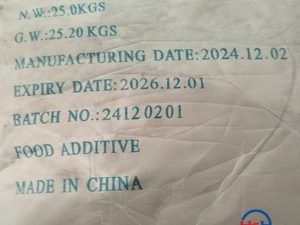 N.W.:25.0KGS
G.W.:25.20 KGS
MANUFACTURING DATE:2024.12.02
EXPIRY DATE:2026.12.01
BATCH NO.:24120201
FOOD ADDITIVE
MADE IN CHINA